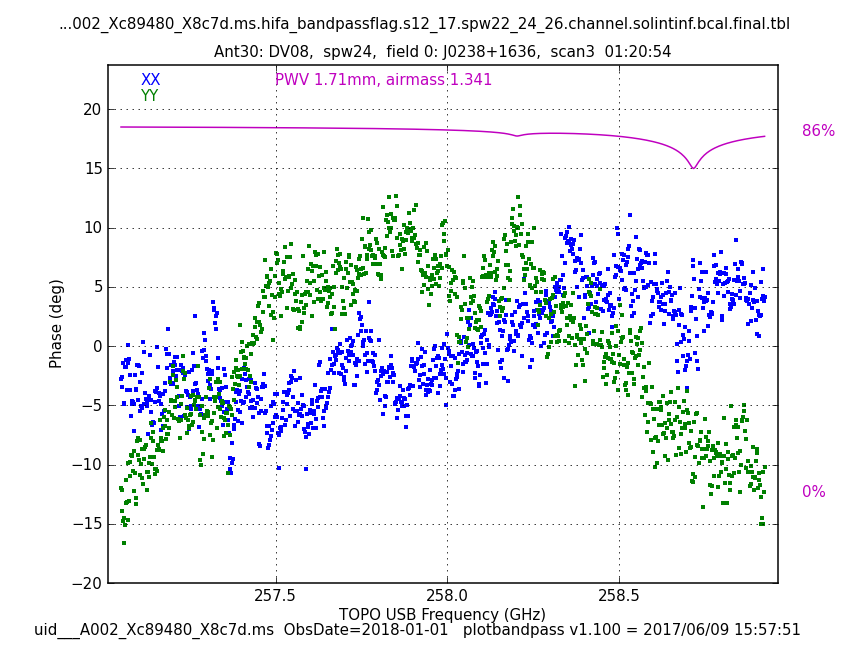 ...002_Xc89480_X8c7d.ms.hifa_bandpassflag.s12_17.spw22_24_26.channel.solintinf.bcal.final.tbl
Ant30: DV08, spw24, field 0: J0238+1636, scan3 01:20:54
XX
PWV 1.71mm, airmass 1.341
YY
20
86%
15
10
5
0
−5
−10
0%
−15
−20
Phase (deg)
257.5
258.0
258.5
TOPO USB Frequency (GHz)
uid___A002_Xc89480_X8c7d.ms ObsDate=2018-01-01 plotbandpass v1.100 = 2017/06/09 15:57:51